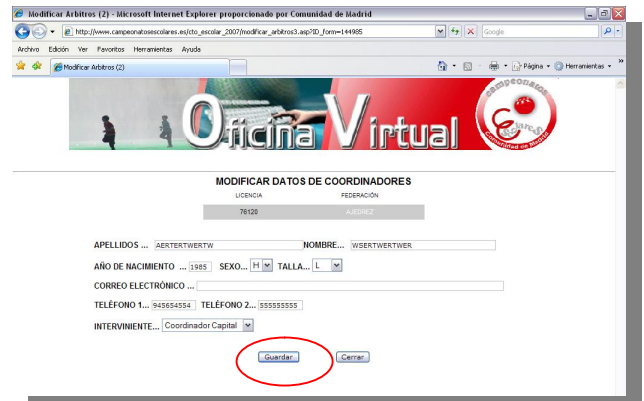 Modificar Arbitros (2) - Microsoft Internet Explorer proporcionado por Comunidad de Madrid
http://www.campeonatosescolares.es/cto_escolar_2007/modificar_arbitros3.asp?ID_form=144985
Google
Archivo Edición Ver Favoritos Herramientas Ayuda
Modificar Arbitros (2)
Página Herramientas
Oficina Virtual
campeonatos Escolares Comunidad de Madrid
MODIFICAR DATOS DE COORDINADORES
LICENCIA FEDERACIÓN
76120 AJEDREZ
APELLIDOS ... AERTERTWERTW NOMBRE... WSERTWERTWER
AÑO DE NACIMIENTO ... 1985 SEXO... H TALLA... L
CORREO ELECTRÓNICO ...
TELÉFONO 1... 945654554 TELÉFONO 2... 555555555
INTERVINIENTE... Coordinador Capital
Guardar Cerrar